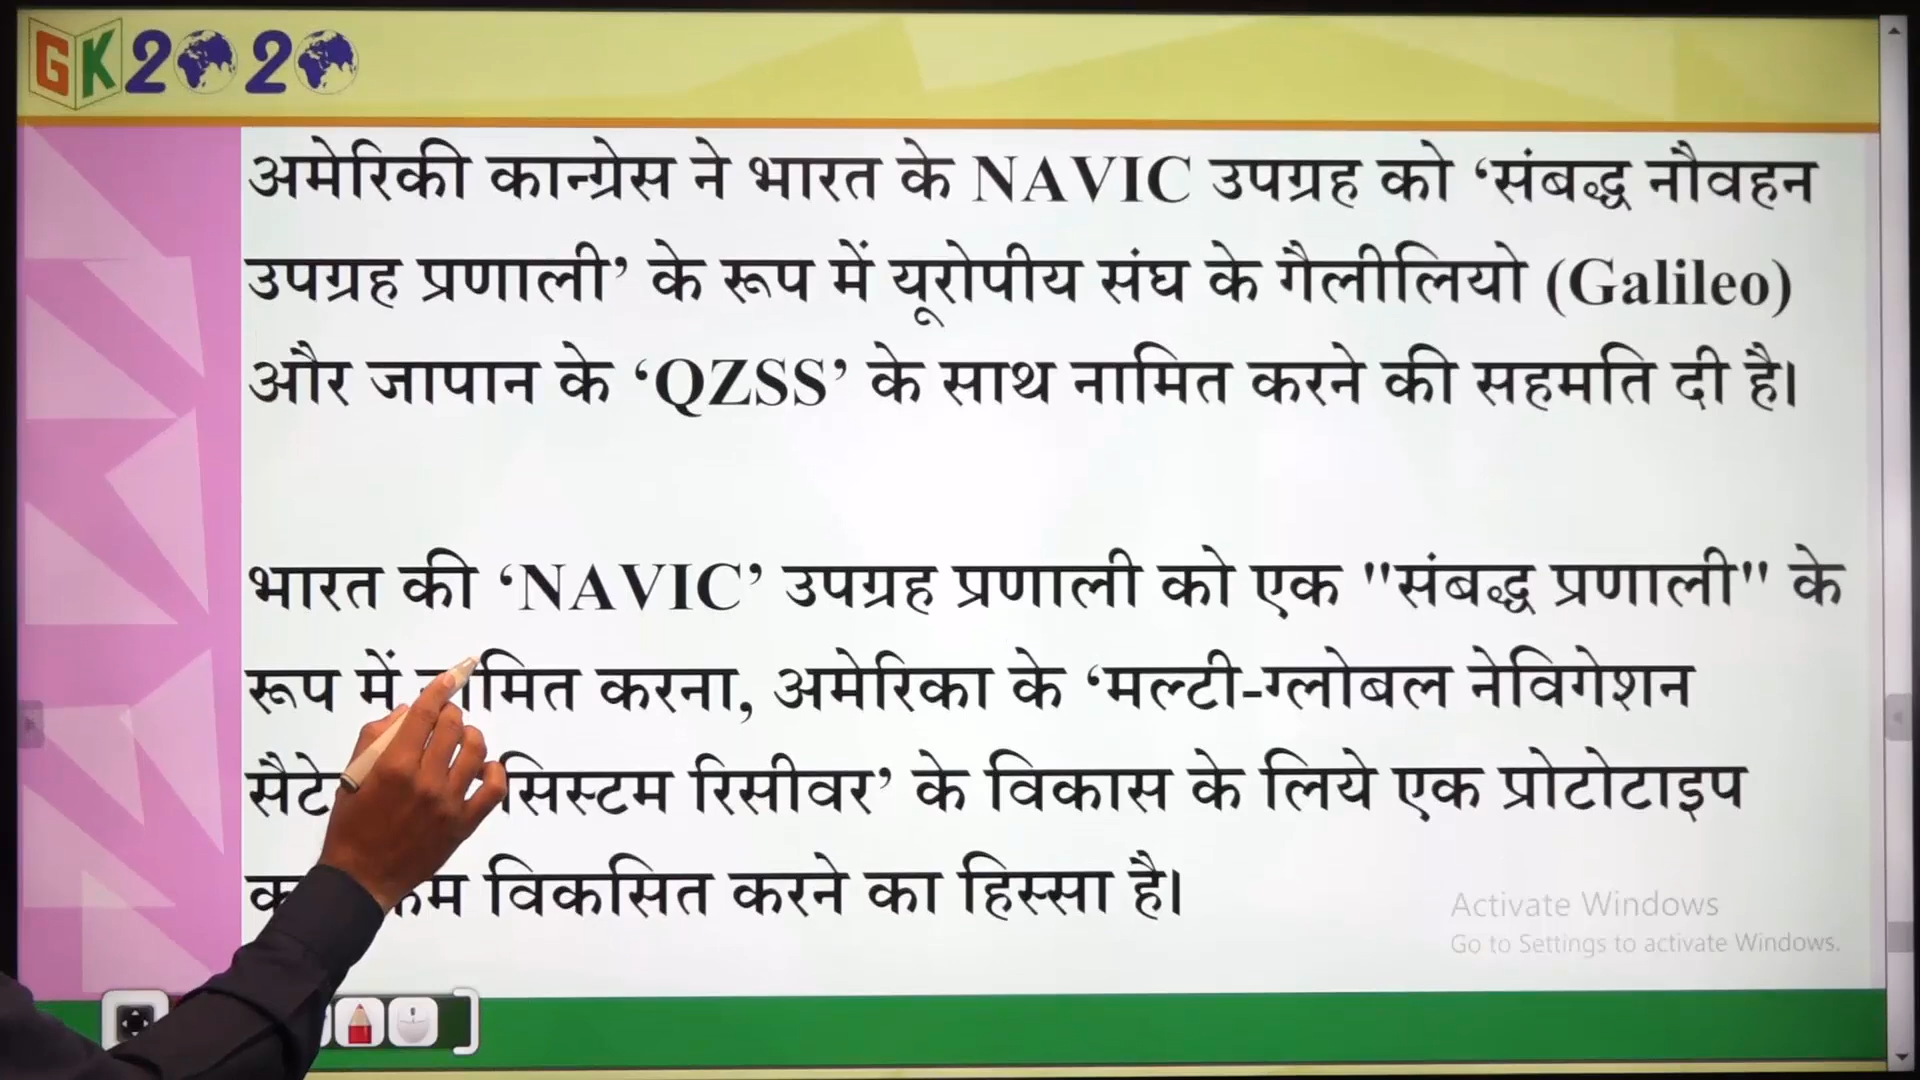 GK2020
अमेरिकी कान्ग्रेस ने भारत के NAVIC उपग्रह को ‘संबद्ध नौवहन
उपग्रह प्रणाली’ के रूप में यूरोपीय संघ के गैलीलियो (Galileo)
और जापान के ‘QZSS’ के साथ नामित करने की सहमति दी है।
भारत की ‘NAVIC’ उपग्रह प्रणाली को एक "संबद्ध प्रणाली" के
रूप में नामित करना, अमेरिका के ‘मल्टी-ग्लोबल नेविगेशन
सिस्टम रिसीवर’ के विकास के लिये एक प्रोटोटाइप
विकसित करने का हिस्सा है।
Activate Windows
Go to Settings to activate Windows.